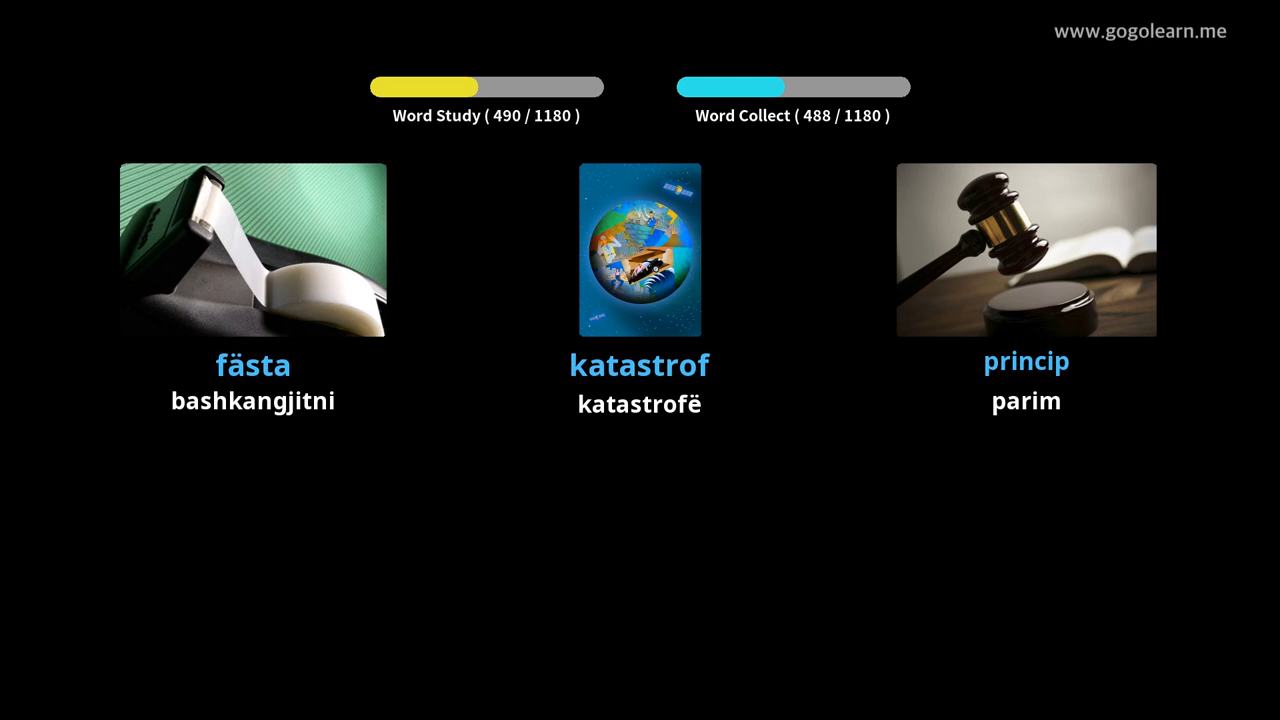 www.gogolearn.me
Word Study ( 490 / 1180 )
Word Collect ( 488 / 1180 )
fästa
bashkangjitni
katastrof
katastrofë
princip
parim